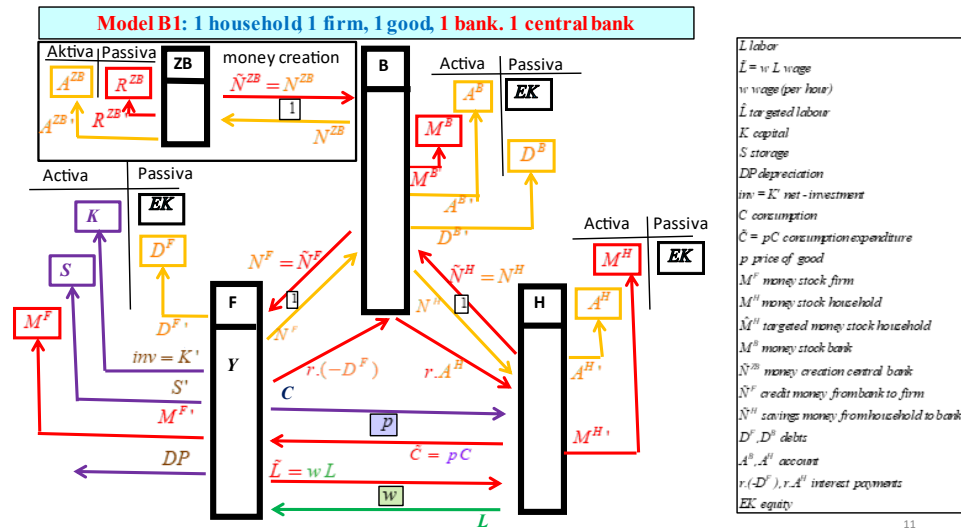 Model B1: 1 household, 1 firm, 1 good, 1 bank. 1 central bank
Aktiva Passiva ZB money creation B
A^{ZB} R^{ZB} Ñ^{ZB} = N^{ZB}
1
A^{ZB}' R^{ZB}' N^{ZB}
Activa Passiva
A^B EK
M^B D^B
M^B'
A^B'
D^B'
Activa Passiva
K EK
S D^F
M^F
D^F'
inv = K'
S'
M^F'
DP
F
Y
N^F = Ñ^F
1
N^F
Ñ^H = N^H
N^H 1
r.(−D^F) r.A^H
C
p
C̃ = pC
L̃ = w L
w
L
H
Activa Passiva
M^H EK
A^H
A^H'
M^H'
L labor
L̃ = w L wage
w wage (per hour)
L̂ targeted labour
K capital
S storage
DP depreciation
inv = K' net - investment
C consumption
C̃ = pC consumption expenditure
p price of good
M^F money stock firm
M^H money stock household
M̂^H targeted money stock household
M^B money stock bank
Ñ^{ZB} money creation central bank
Ñ^F credit money from bank to firm
Ñ^H savings money from household to bank
D^F, D^B debts
A^B, A^H account
r.(-D^F), r.A^H interest payments
EK equity
11